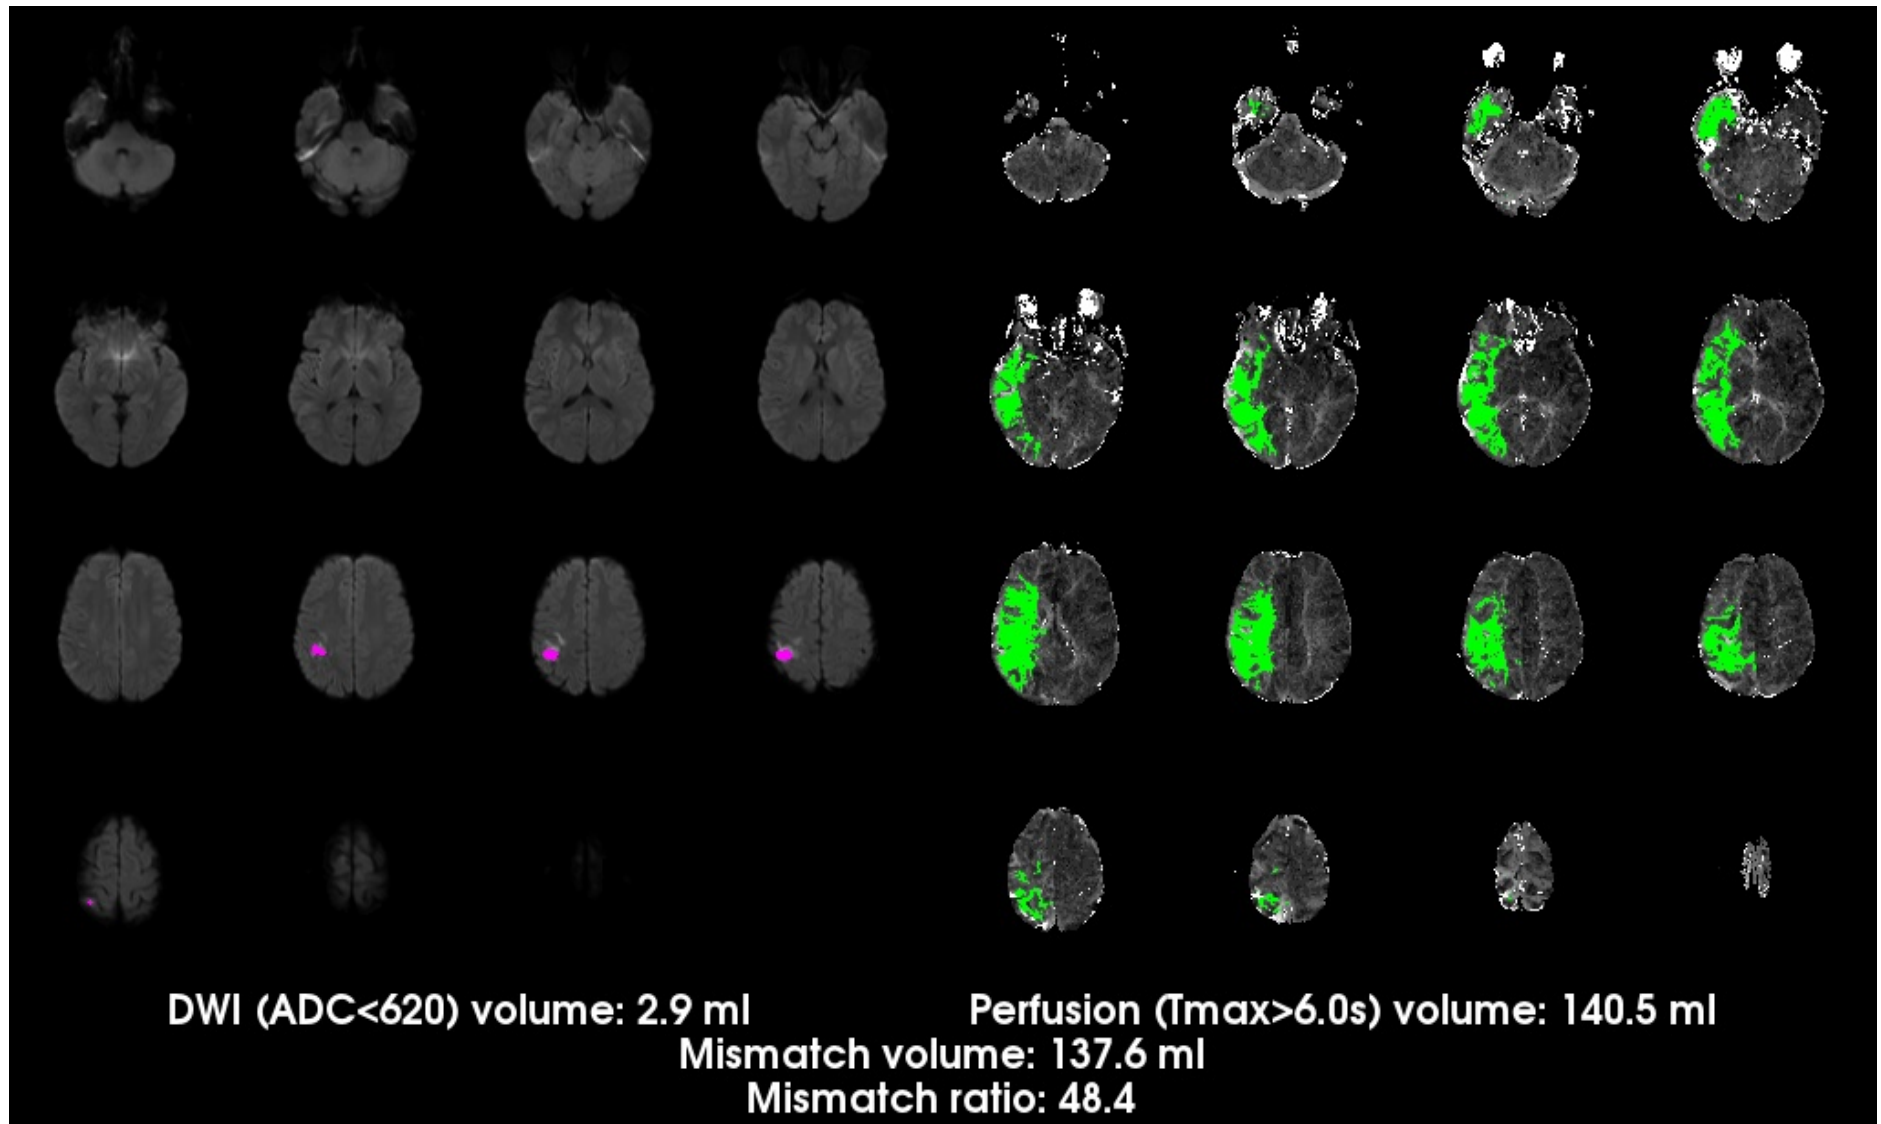 DWI (ADC<620) volume: 2.9 ml
Perfusion (Tmax>6.0s) volume: 140.5 ml
Mismatch volume: 137.6 ml
Mismatch ratio: 48.4